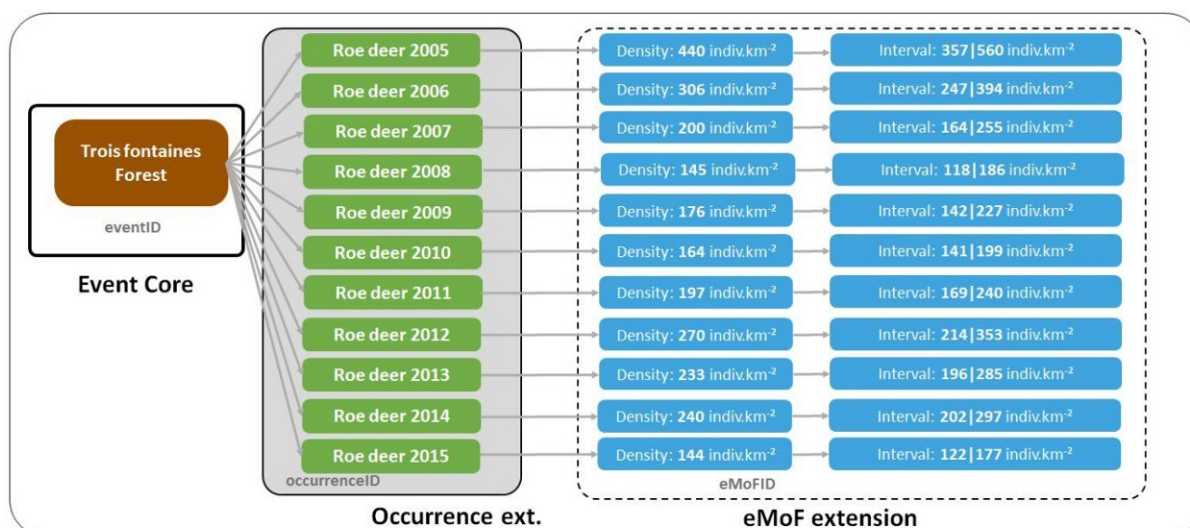 Trois fontaines
Forest
eventID
Event Core
Roe deer 2005
Density: 440 indiv.km⁻²
Interval: 357|560 indiv.km⁻²
Roe deer 2006
Density: 306 indiv.km⁻²
Interval: 247|394 indiv.km⁻²
Roe deer 2007
Density: 200 indiv.km⁻²
Interval: 164|255 indiv.km⁻²
Roe deer 2008
Density: 145 indiv.km⁻²
Interval: 118|186 indiv.km⁻²
Roe deer 2009
Density: 176 indiv.km⁻²
Interval: 142|227 indiv.km⁻²
Roe deer 2010
Density: 164 indiv.km⁻²
Interval: 141|199 indiv.km⁻²
Roe deer 2011
Density: 197 indiv.km⁻²
Interval: 169|240 indiv.km⁻²
Roe deer 2012
Density: 270 indiv.km⁻²
Interval: 214|353 indiv.km⁻²
Roe deer 2013
Density: 233 indiv.km⁻²
Interval: 196|285 indiv.km⁻²
Roe deer 2014
Density: 240 indiv.km⁻²
Interval: 202|297 indiv.km⁻²
Roe deer 2015
Density: 144 indiv.km⁻²
Interval: 122|177 indiv.km⁻²
occurrenceID
eMoFID
Occurrence ext.
eMoF extension